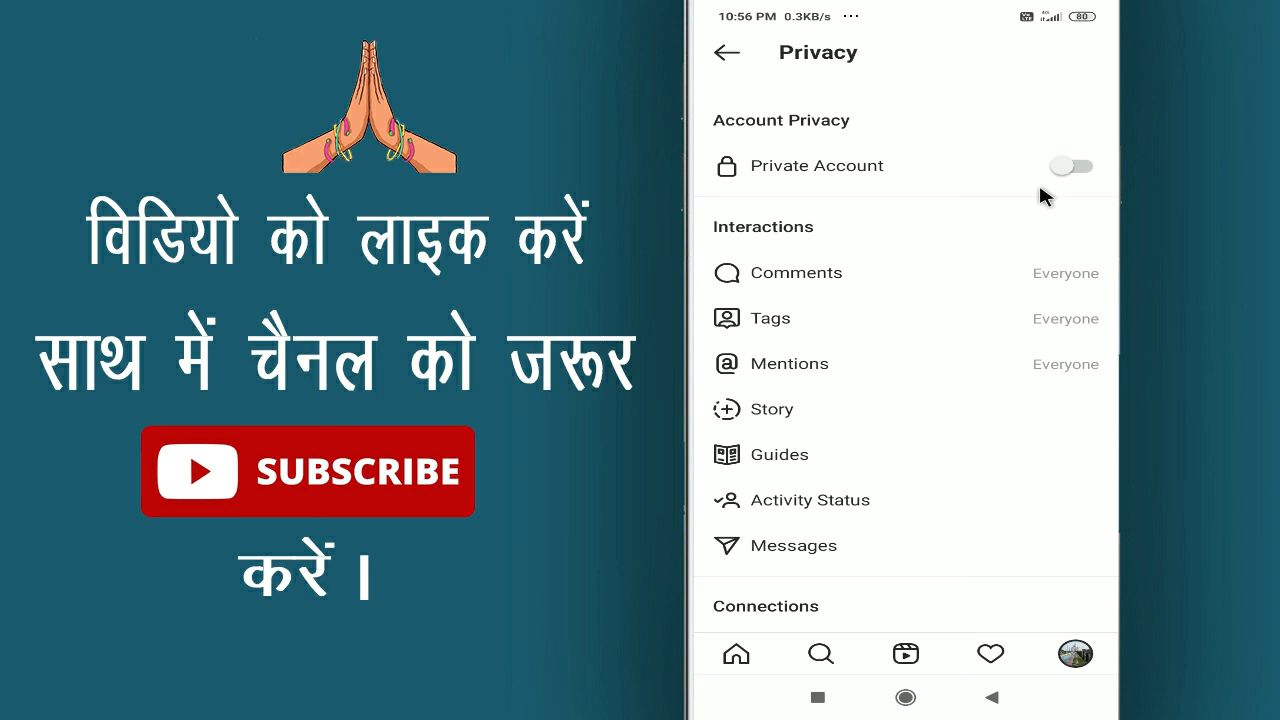 विडियो को लाइक करें
साथ में चैनल को जरूर
SUBSCRIBE
करें ।
10:56 PM 0.3KB/s ...
80
Privacy
Account Privacy
Private Account
Interactions
Comments Everyone
Tags Everyone
Mentions Everyone
Story
Guides
Activity Status
Messages
Connections